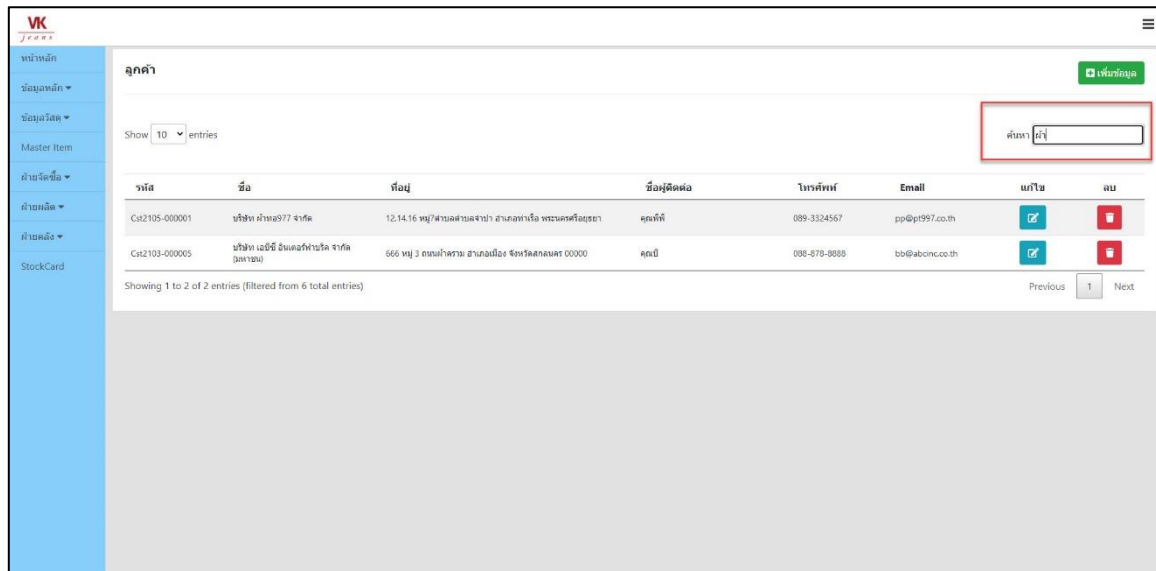 VK
jeans
หน้าหลัก
ข้อมูลหลัก
ข้อมูลวัสดุ
Master Item
ฝ่ายจัดซื้อ
ฝ่ายผลิต
ฝ่ายคลัง
StockCard
ลูกค้า
เพิ่มข้อมูล
Show 10 entries
ค้นหา ผ้า
รหัส ชื่อ ที่อยู่ ชื่อผู้ติดต่อ โทรศัพท์ Email แก้ไข ลบ
Cst2105-000001 บริษัท ผ้าทอ977 จำกัด 12.14.16 หมู่7ตำบลตำบลจำปา อำเภอท่าเรือ พระนครศรีอยุธยา คุณพีพี 089-3324567 pp@pt997.co.th
Cst2103-000005 บริษัท เอบีซี อินเตอร์ฟาบริค จำกัด
(มหาชน) 666 หมู่ 3 ถนนผ้าคราม อำเภอเมือง จังหวัดสกลนคร 00000 คุณบี 088-878-8888 bb@abcinc.co.th
Showing 1 to 2 of 2 entries (filtered from 6 total entries)
Previous 1 Next